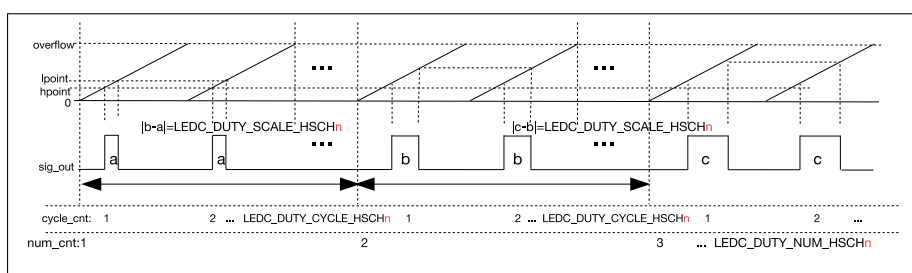 overflow
lpoint
hpoint
0
|b-a|=LEDC_DUTY_SCALE_HSCHn |c-b|=LEDC_DUTY_SCALE_HSCHn
sig_out a a b b c c
cycle_cnt: 1 2 ... LEDC_DUTY_CYCLE_HSCHn 1 2 ... LEDC_DUTY_CYCLE_HSCHn 1 2 ...
num_cnt:1 2 3 ... LEDC_DUTY_NUM_HSCHn